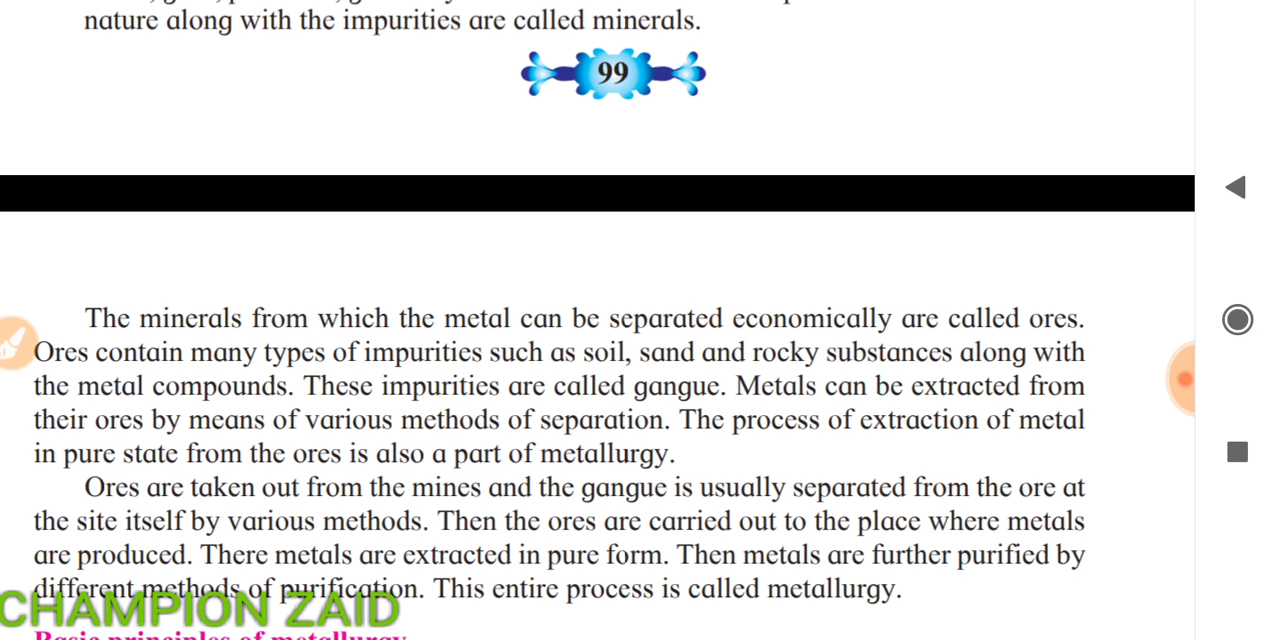 nature along with the impurities are called minerals.
99
The minerals from which the metal can be separated economically are called ores.
Ores contain many types of impurities such as soil, sand and rocky substances along with
the metal compounds. These impurities are called gangue. Metals can be extracted from
their ores by means of various methods of separation. The process of extraction of metal
in pure state from the ores is also a part of metallurgy.
Ores are taken out from the mines and the gangue is usually separated from the ore at
the site itself by various methods. Then the ores are carried out to the place where metals
are produced. There metals are extracted in pure form. Then metals are further purified by
different methods of purification. This entire process is called metallurgy.
CHAMPION ZAID
Basic principles of metallurgy